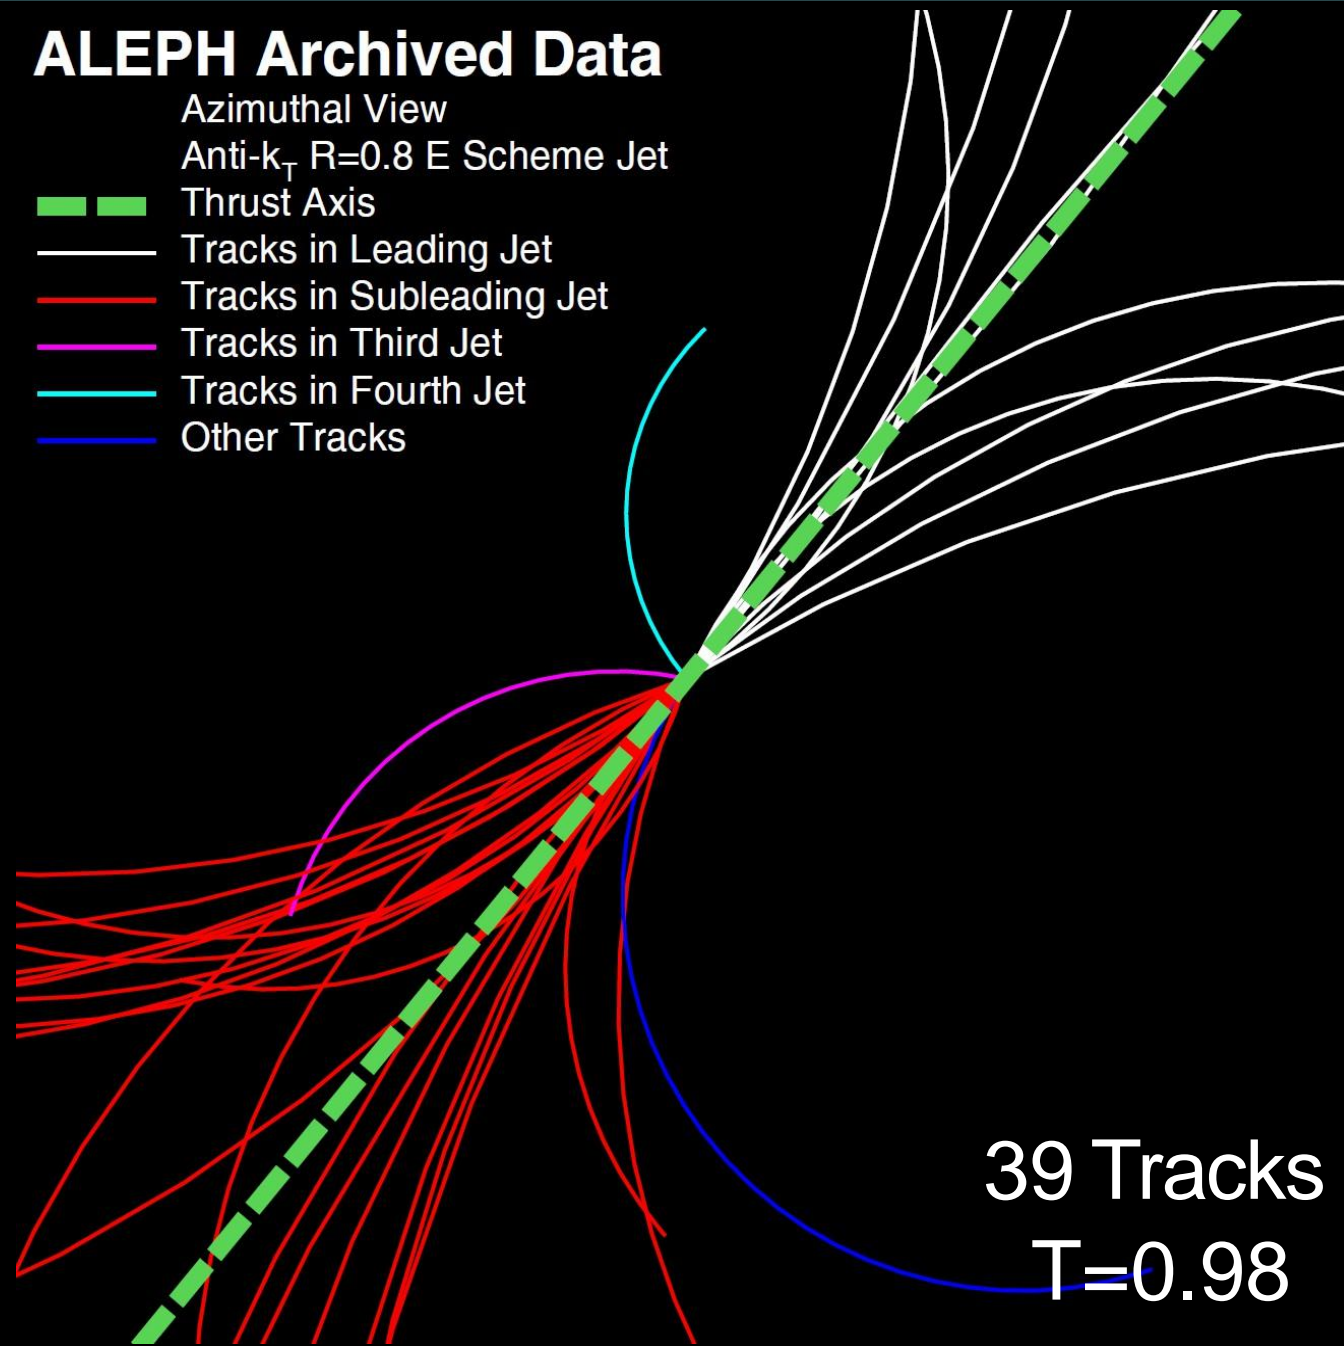 ALEPH Archived Data
Azimuthal View
Anti-kT R=0.8 E Scheme Jet
Thrust Axis
Tracks in Leading Jet
Tracks in Subleading Jet
Tracks in Third Jet
Tracks in Fourth Jet
Other Tracks
39 Tracks
T=0.98